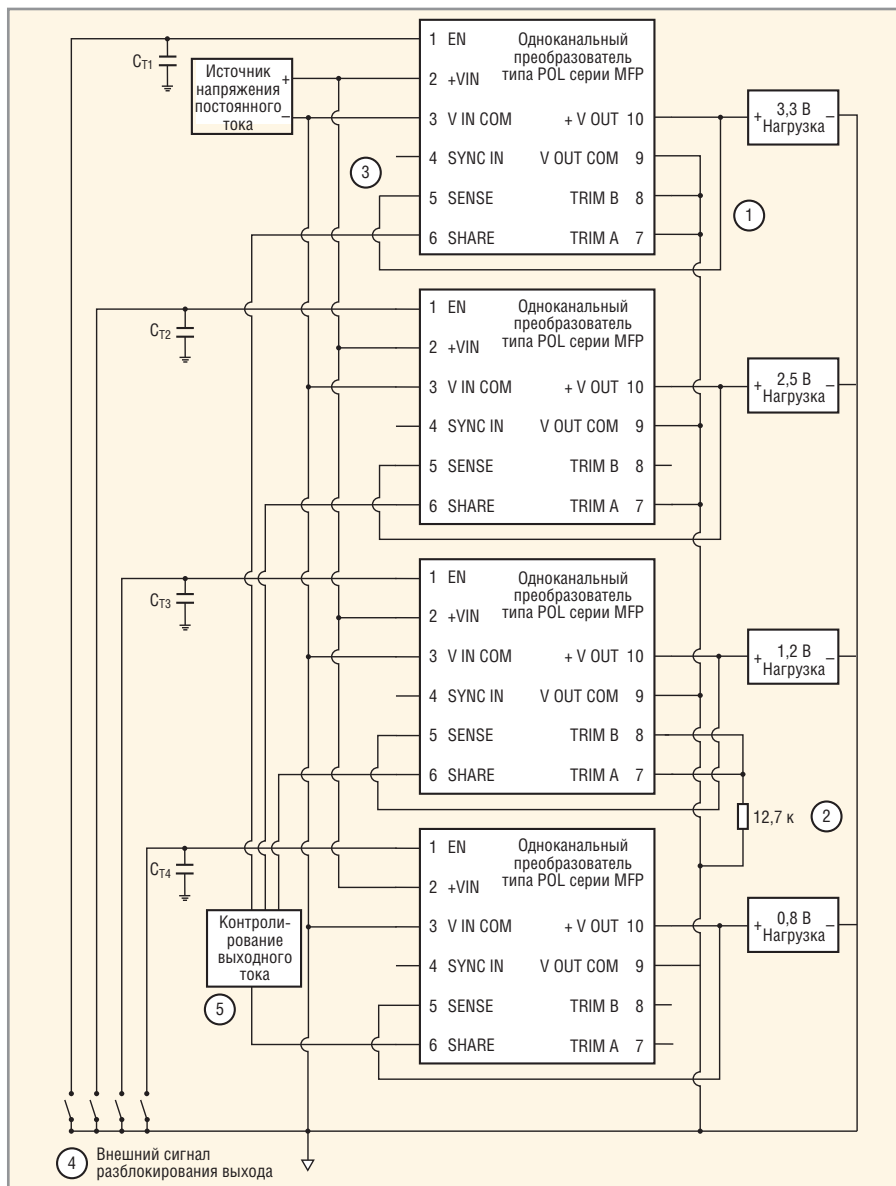 Источник
напряжения
постоянного
тока
+
−
CT1
1 EN
2 +VIN
3 V IN COM
4 SYNC IN
5 SENSE
6 SHARE
Одноканальный
преобразователь
типа POL серии MFP
+ V OUT 10
V OUT COM 9
TRIM B 8
TRIM A 7
+ 3,3 В −
Нагрузка
3
1
CT2
1 EN
2 +VIN
3 V IN COM
4 SYNC IN
5 SENSE
6 SHARE
Одноканальный
преобразователь
типа POL серии MFP
+ V OUT 10
V OUT COM 9
TRIM B 8
TRIM A 7
+ 2,5 В −
Нагрузка
CT3
1 EN
2 +VIN
3 V IN COM
4 SYNC IN
5 SENSE
6 SHARE
Одноканальный
преобразователь
типа POL серии MFP
+ V OUT 10
V OUT COM 9
TRIM B 8
TRIM A 7
+ 1,2 В −
Нагрузка
12,7 к
2
CT4
1 EN
2 +VIN
3 V IN COM
4 SYNC IN
5 SENSE
6 SHARE
Одноканальный
преобразователь
типа POL серии MFP
+ V OUT 10
V OUT COM 9
TRIM B 8
TRIM A 7
+ 0,8 В −
Нагрузка
Контроли-
рование
выходного
тока
5
4
Внешний сигнал
разблокирования выхода